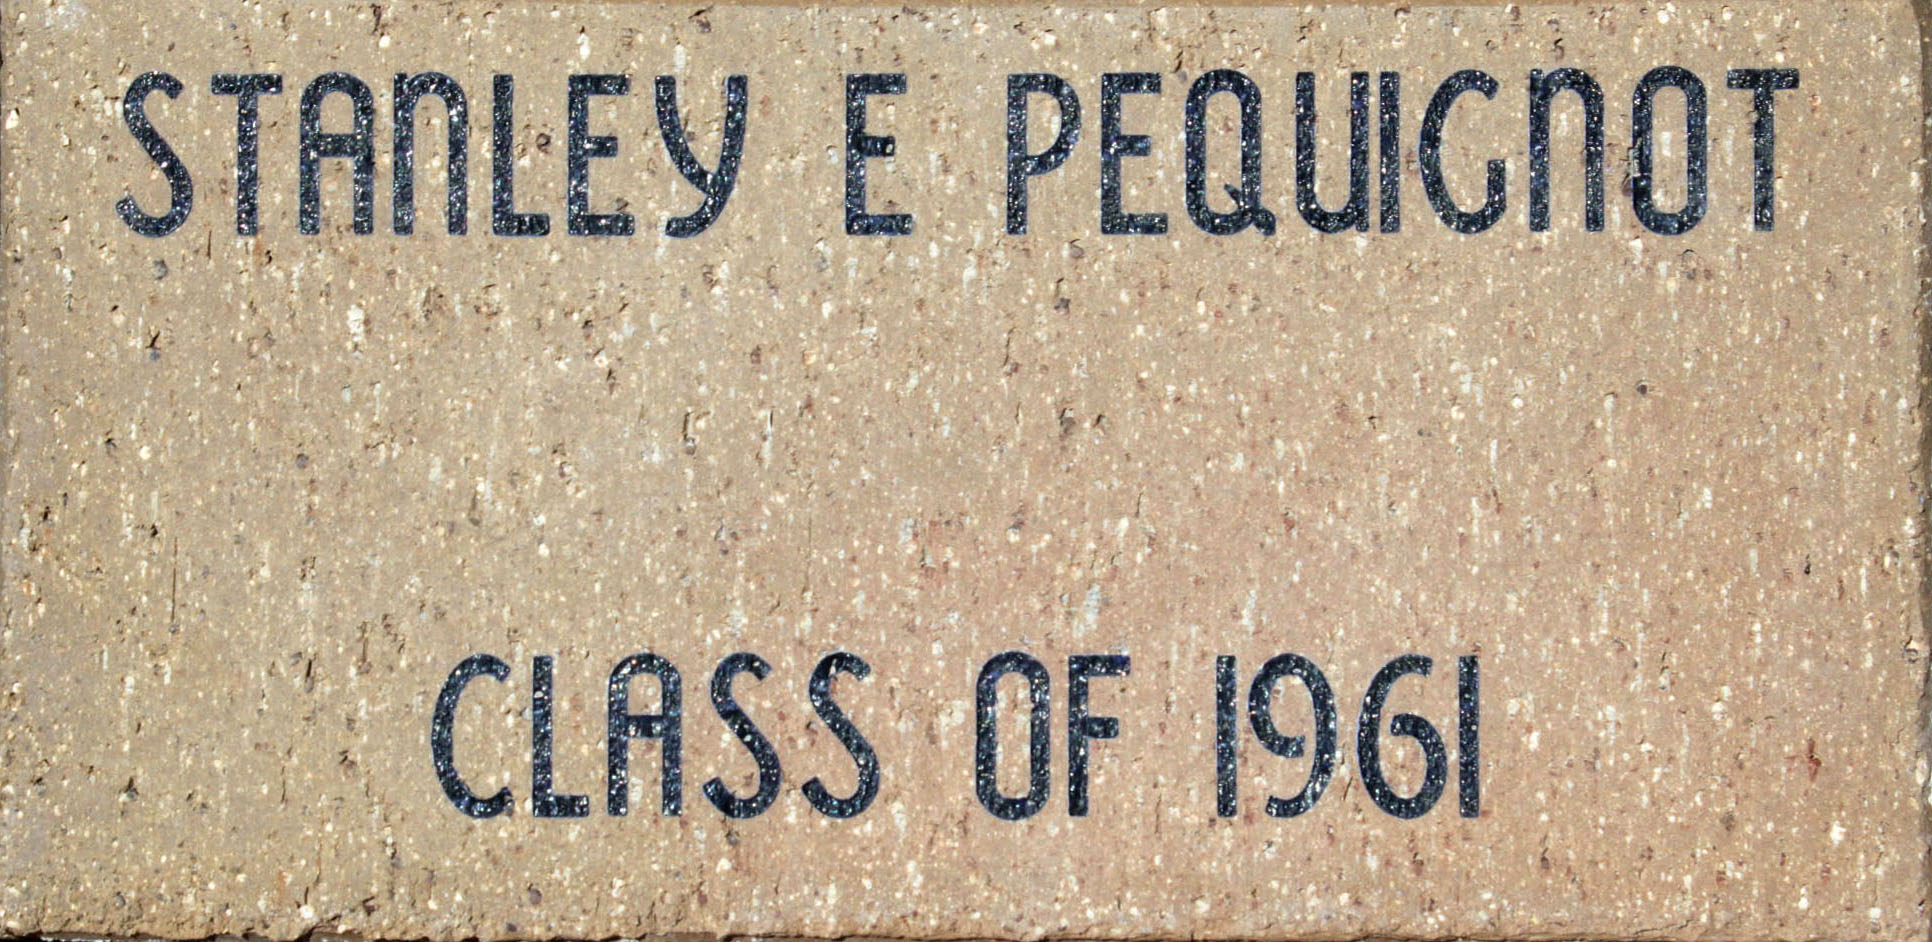 STANLEY E PEQUIGNOT
CLASS OF 1961